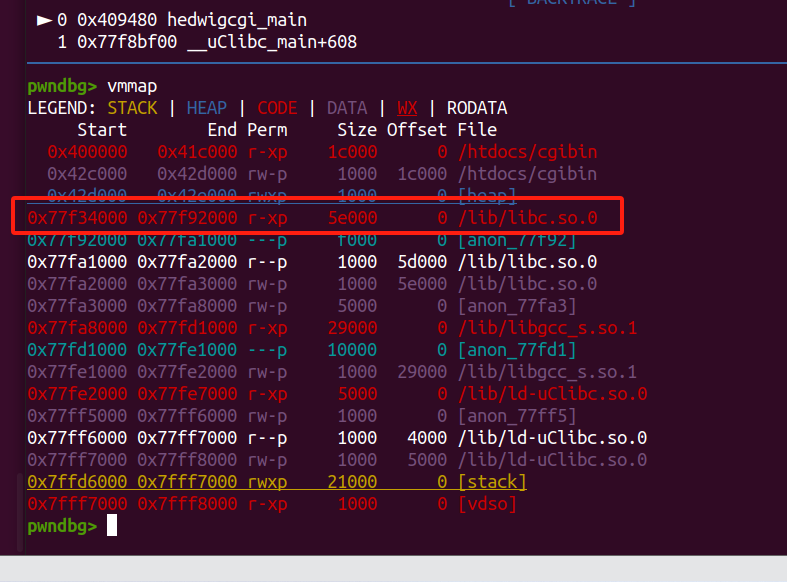 [ BACKTRACE ]
► 0 0x409480 hedwigcgi_main
1 0x77f8bf00 __uClibc_main+608
pwndbg> vmmap
LEGEND: STACK | HEAP | CODE | DATA | WX | RODATA
Start End Perm Size Offset File
0x400000 0x41c000 r-xp 1c000 0 /htdocs/cgibin
0x42c000 0x42d000 rw-p 1000 1c000 /htdocs/cgibin
0x42d000 0x42e000 rwxp 1000 0 [heap]
0x77f34000 0x77f92000 r-xp 5e000 0 /lib/libc.so.0
0x77f92000 0x77fa1000 ---p f000 0 [anon_77f92]
0x77fa1000 0x77fa2000 r--p 1000 5d000 /lib/libc.so.0
0x77fa2000 0x77fa3000 rw-p 1000 5e000 /lib/libc.so.0
0x77fa3000 0x77fa8000 rw-p 5000 0 [anon_77fa3]
0x77fa8000 0x77fd1000 r-xp 29000 0 /lib/libgcc_s.so.1
0x77fd1000 0x77fe1000 ---p 10000 0 [anon_77fd1]
0x77fe1000 0x77fe2000 rw-p 1000 29000 /lib/libgcc_s.so.1
0x77fe2000 0x77fe7000 r-xp 5000 0 /lib/ld-uClibc.so.0
0x77ff5000 0x77ff6000 rw-p 1000 0 [anon_77ff5]
0x77ff6000 0x77ff7000 r--p 1000 4000 /lib/ld-uClibc.so.0
0x77ff7000 0x77ff8000 rw-p 1000 5000 /lib/ld-uClibc.so.0
0x7ffd6000 0x7fff7000 rwxp 21000 0 [stack]
0x7fff7000 0x7fff8000 r-xp 1000 0 [vdso]
pwndbg>